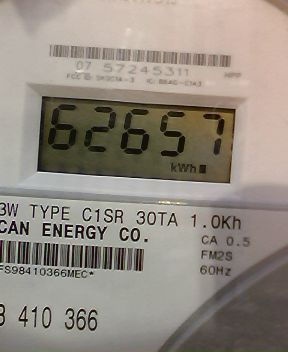 07 57245311 HPP
62657
kWh
3W TYPE C1SR 30TA 1.0Kh
CAN ENERGY CO.
CA 0.5
FM2S
60Hz
FS98410366MEC*
410 366